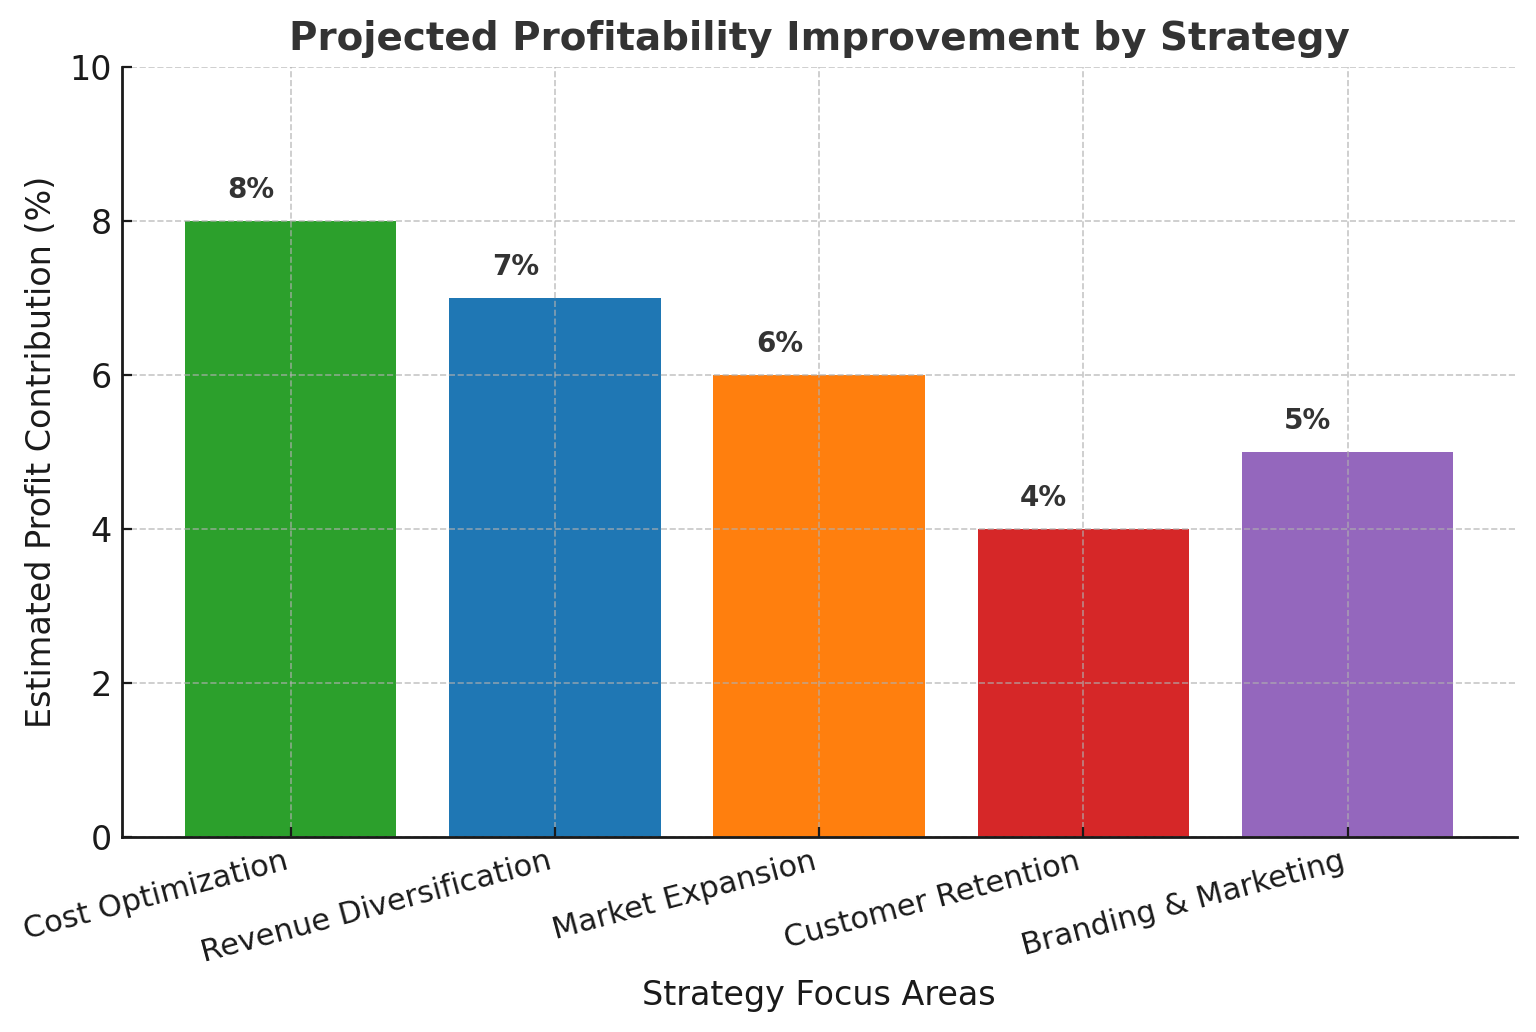 Projected Profitability Improvement by Strategy
Estimated Profit Contribution (%)
10
8
6
4
2
0
8%
7%
6%
4%
5%
Cost Optimization
Revenue Diversification
Market Expansion
Customer Retention
Branding & Marketing
Strategy Focus Areas